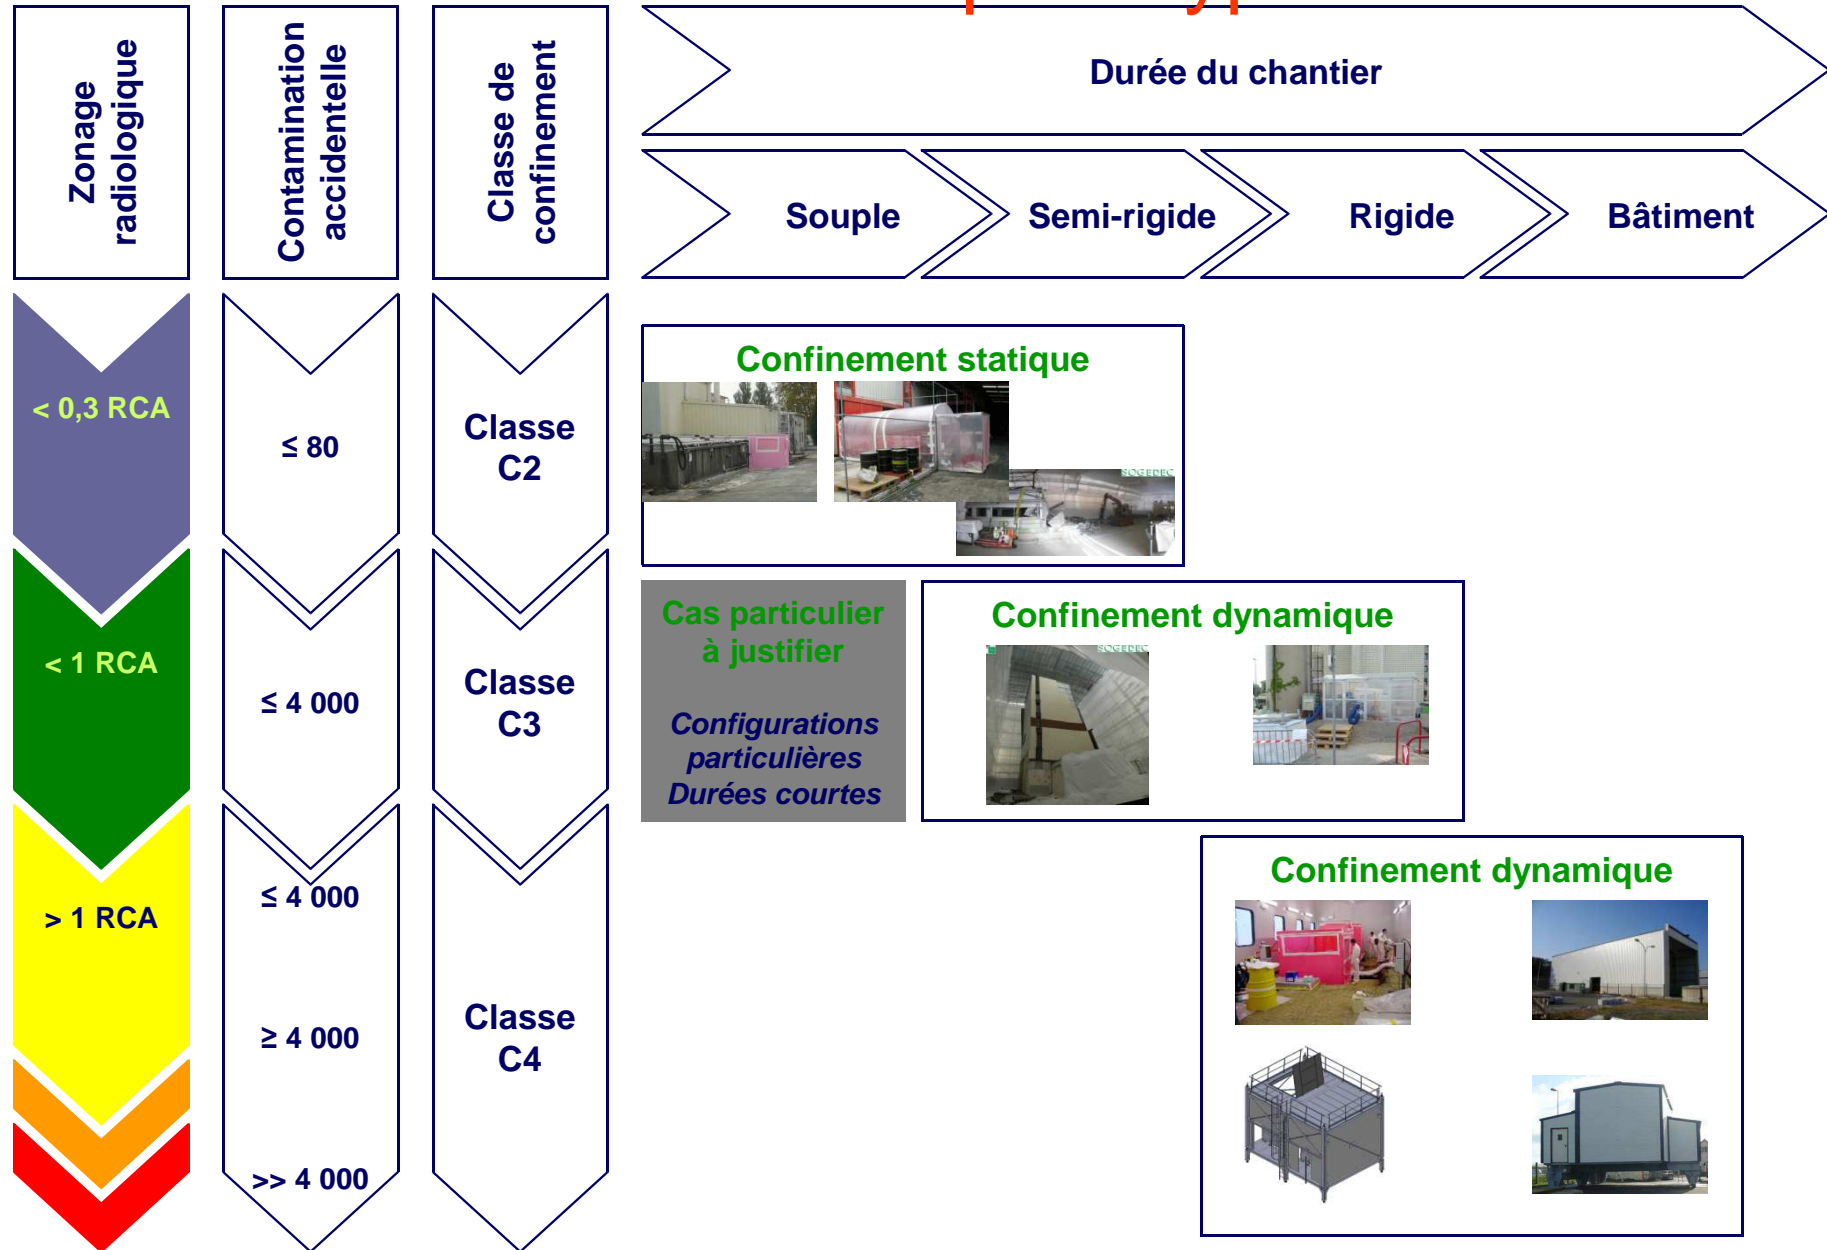 Zonage
radiologique
Contamination
accidentelle
Classe de
confinement
Durée du chantier
Souple
Semi-rigide
Rigide
Bâtiment
< 0,3 RCA
≤ 80
Classe
C2
Confinement statique
SOGEDEC
< 1 RCA
≤ 4 000
Classe
C3
Cas particulier
à justifier
Configurations
particulières
Durées courtes
Confinement dynamique
SOGEDEC
> 1 RCA
≤ 4 000
≥ 4 000
>> 4 000
Classe
C4
Confinement dynamique